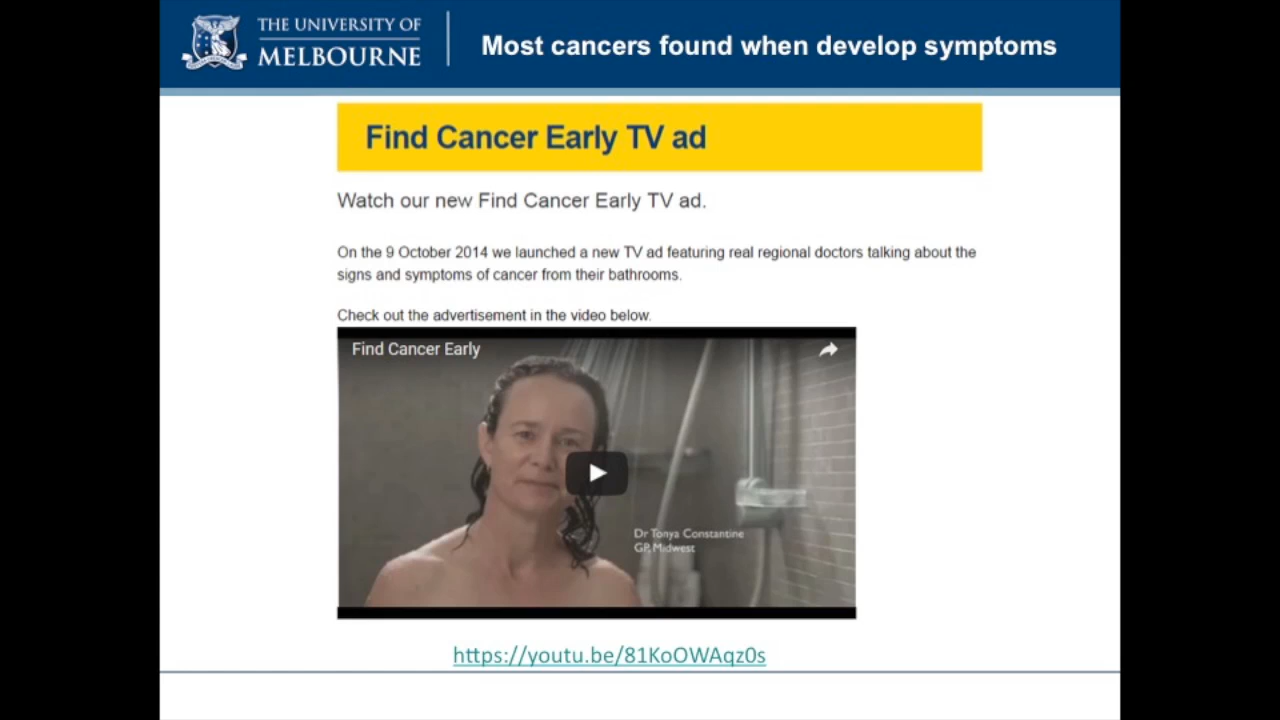 THE UNIVERSITY OF
MELBOURNE
Most cancers found when develop symptoms
Find Cancer Early TV ad
Watch our new Find Cancer Early TV ad.
On the 9 October 2014 we launched a new TV ad featuring real regional doctors talking about the
signs and symptoms of cancer from their bathrooms.
Check out the advertisement in the video below.
Find Cancer Early
Dr Tonya Constantine
GP, Midwest
https://youtu.be/81KoOWAqz0s